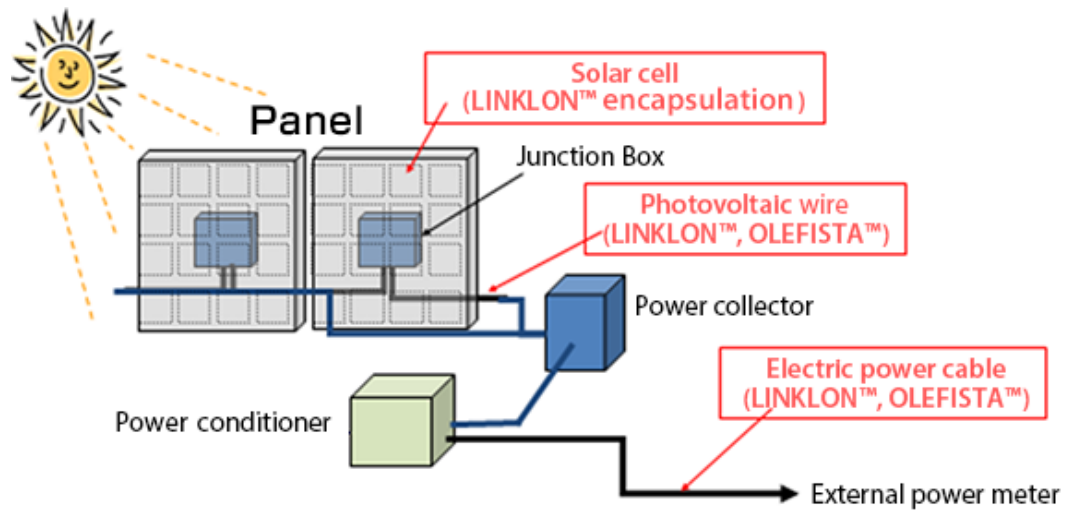 Solar cell
(LINKLON™ encapsulation )
Panel
Junction Box
Photovoltaic wire
(LINKLON™, OLEFISTA™)
Power collector
Electric power cable
(LINKLON™, OLEFISTA™)
Power conditioner
External power meter